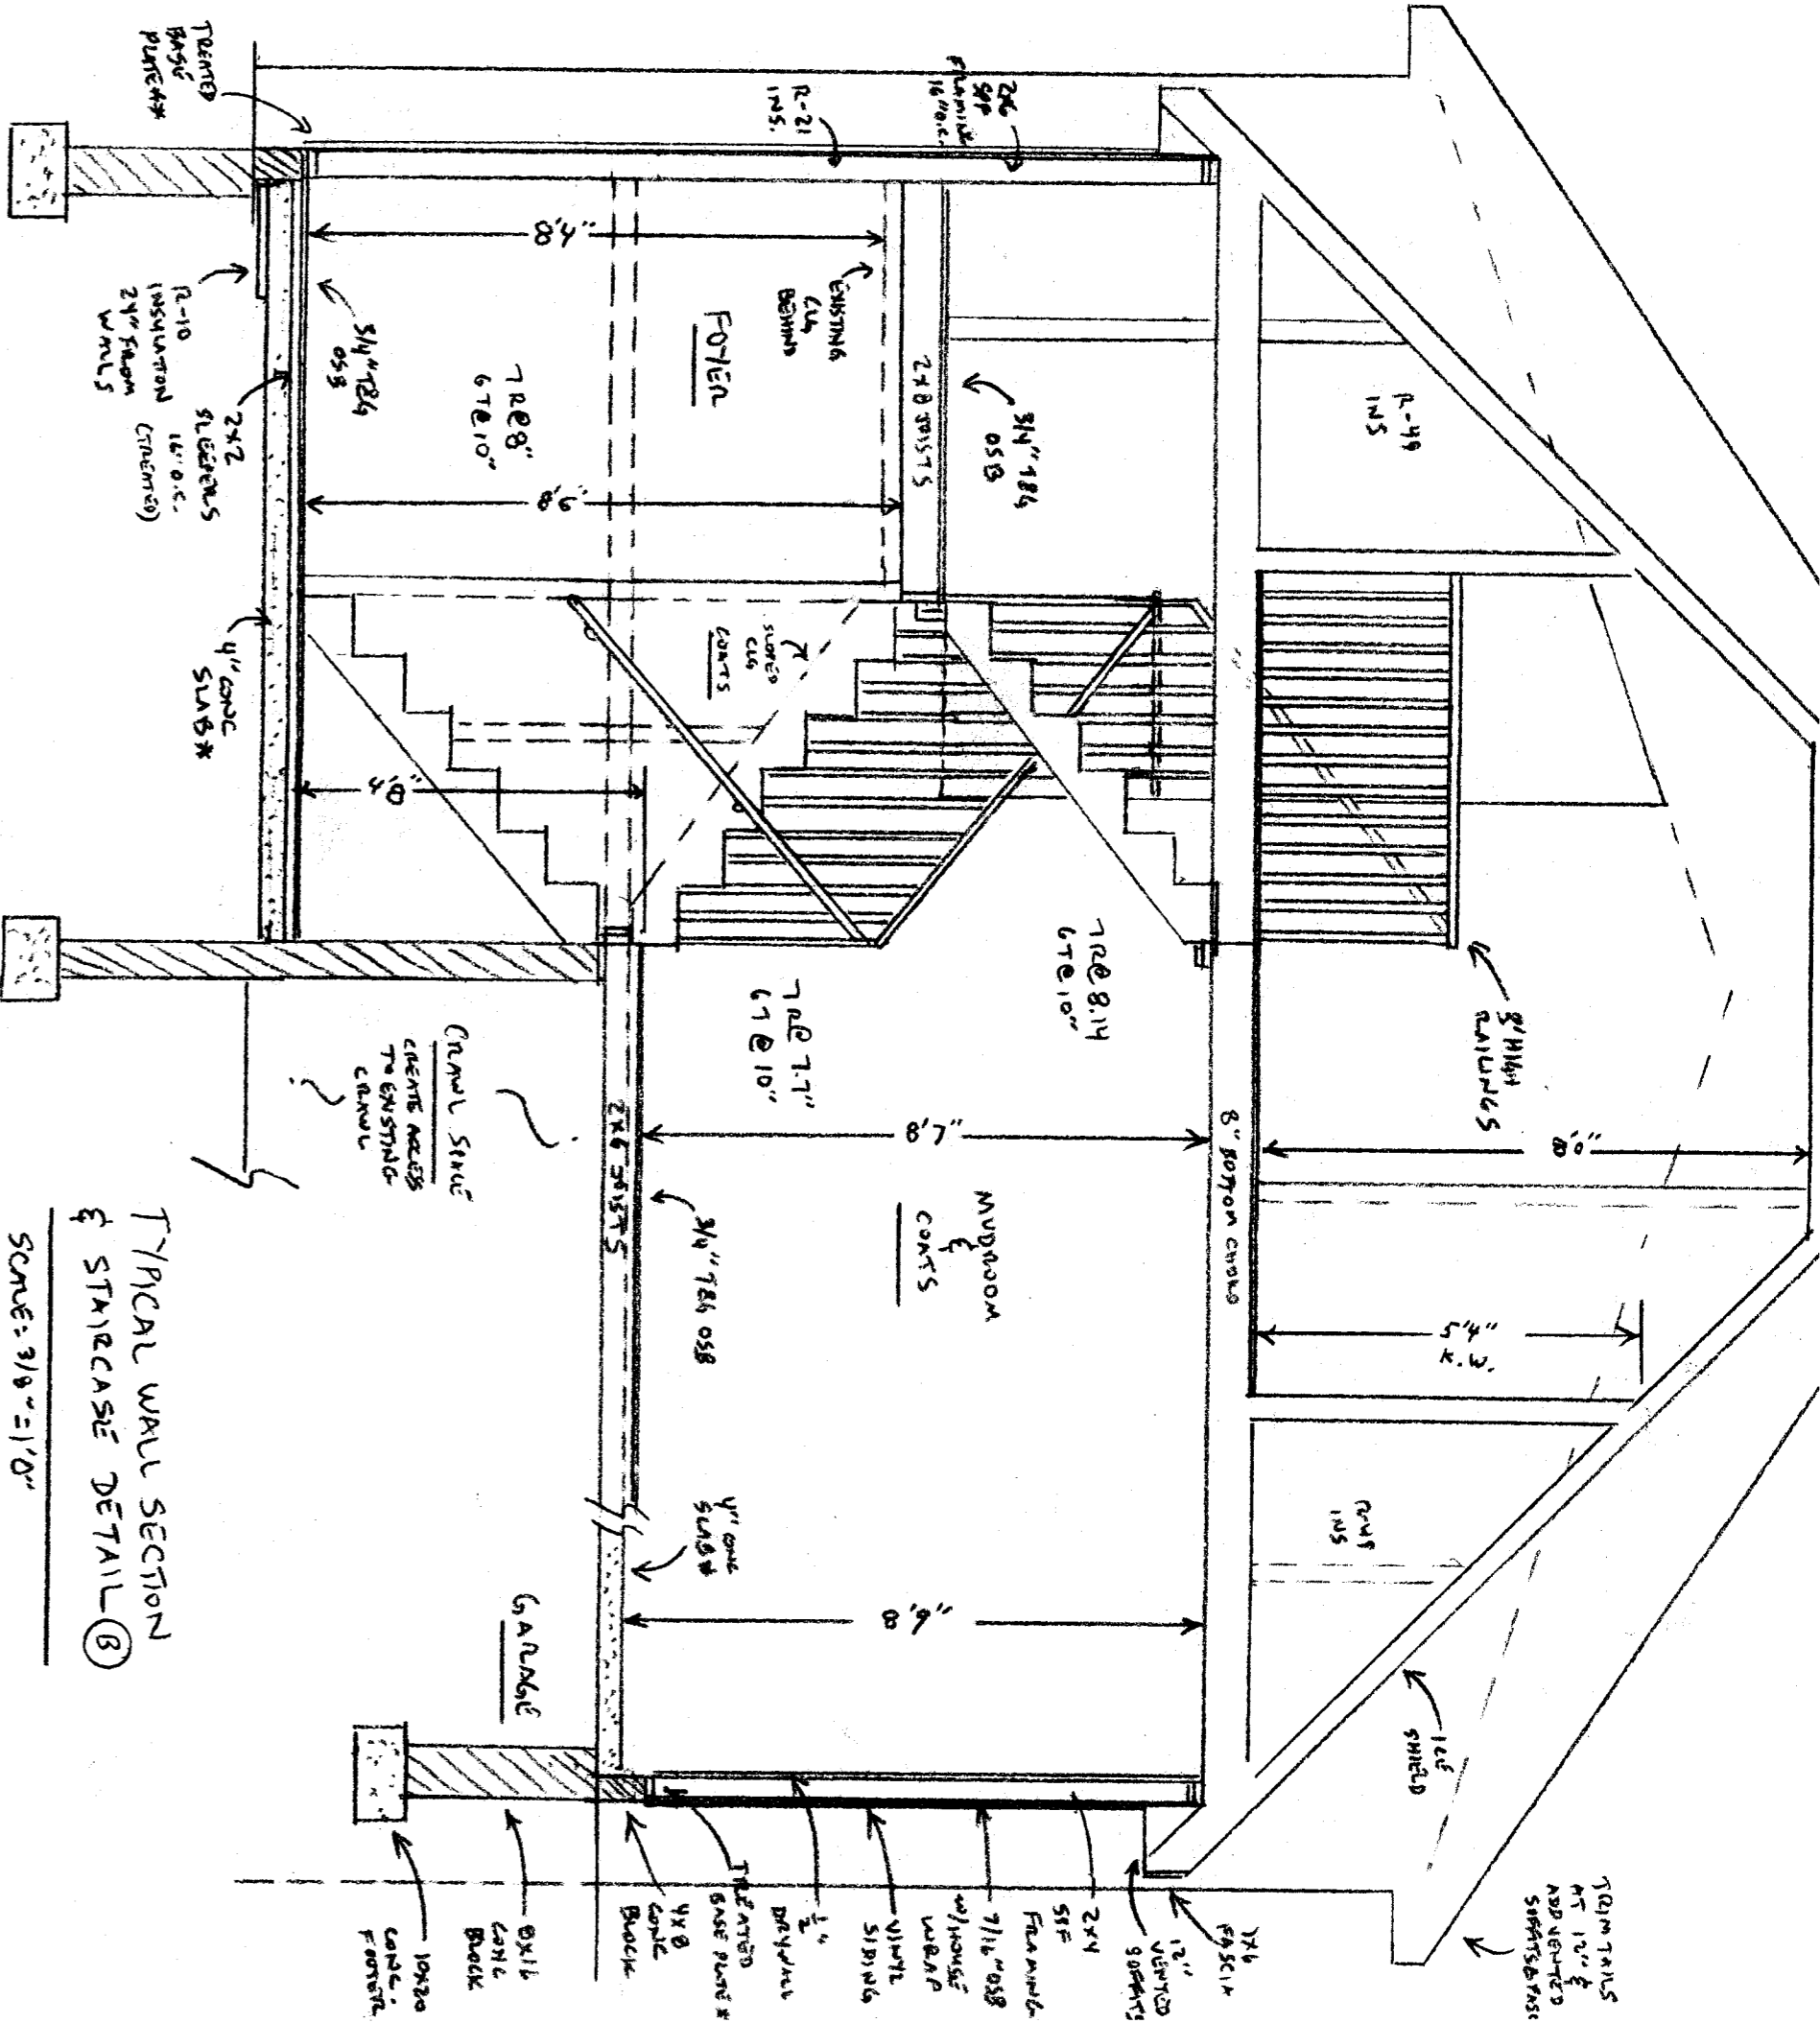 TRIM TAILS
AT 12" &
ADD VENTED
SOFFITS & FASC
1X6
FASCIA
12"
VENTED
SOFFITS
2X4
SPF
FRAMING
7/16" OSB
W/HOUSE
WRAP
VINYL
SIDING
1/2"
DRYWALL
TREATED
BASE PLATE *
4X8
CONC
BLOCK
8X16
CONC
BLOCK
10X20
CONC.
FOOTER
ICE
SHIELD
R-49
INS
R-49
INS
8'0"
5'4"
K.W.
3' HIGH
RAILINGS
8" BOTTOM CHORD
2X6
SPF
FRAMING
16" O.C.
R-21
INS.
3/4" T&G
OSB
2X8 JOISTS
EXISTING
CLG
BEHIND
FOYER
8'4"
8'6"
7R@8"
6T@10"
3/4" T&G
OSB
SLOPED
CLG
COATS
7R@8.14
6T@10"
7R@7.7"
6T@10"
8'7"
MUDROOM
&
COATS
8'6"
3/4" T&G OSB
2X6 JOISTS
4" CONC
SLAB *
GARAGE
4'8"
TREATED
BASE
PLATE **
R-10
INSULATION
24" FROM
WALLS
2X2
SLEEPERS
16" O.C.
(TREATED)
4" CONC
SLAB *
CRAWL SPACE
CREATE ACCESS
TO EXISTING
CRAWL
TYPICAL WALL SECTION
& STAIRCASE DETAIL B
SCALE: 3/8" = 1'0"